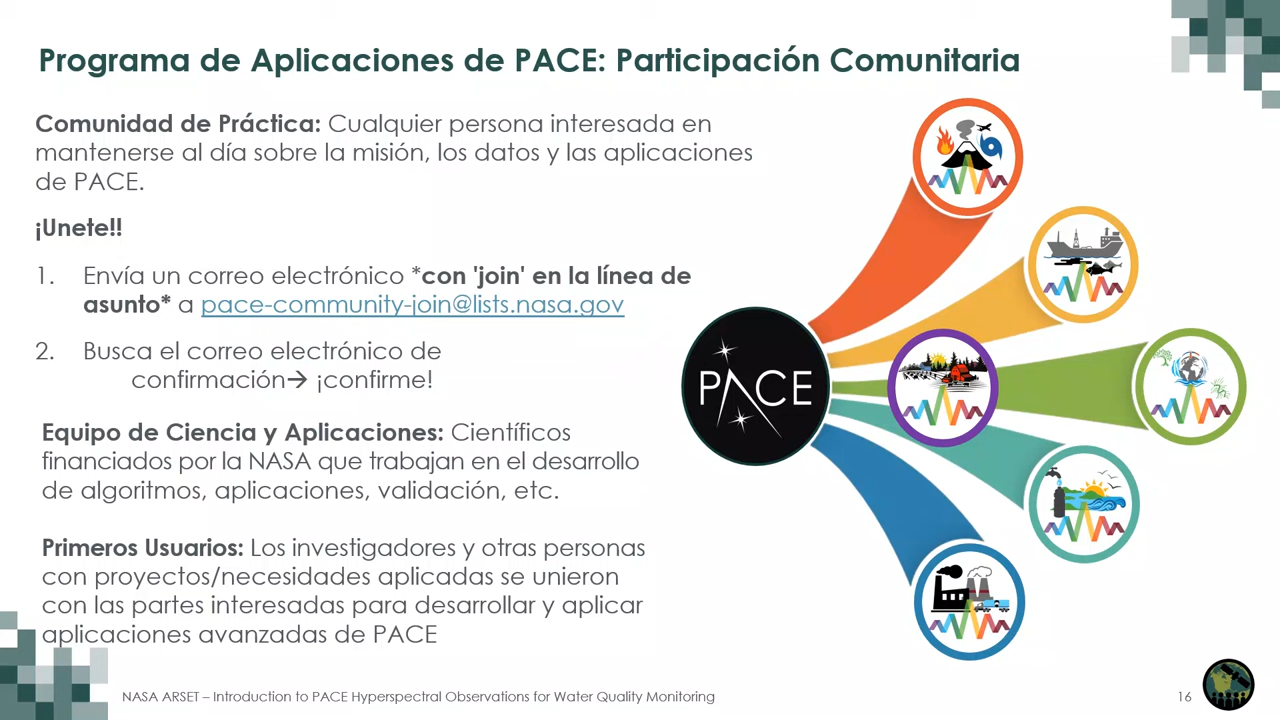 Programa de Aplicaciones de PACE: Participación Comunitaria
Comunidad de Práctica: Cualquier persona interesada en
mantenerse al día sobre la misión, los datos y las aplicaciones
de PACE.
¡Unete!!
1. Envía un correo electrónico *con 'join' en la línea de
asunto* a pace-community-join@lists.nasa.gov
2. Busca el correo electrónico de
confirmación→ ¡confirme!
Equipo de Ciencia y Aplicaciones: Científicos
financiados por la NASA que trabajan en el desarrollo
de algoritmos, aplicaciones, validación, etc.
Primeros Usuarios: Los investigadores y otras personas
con proyectos/necesidades aplicadas se unieron
con las partes interesadas para desarrollar y aplicar
aplicaciones avanzadas de PACE
PACE
NASA ARSET – Introduction to PACE Hyperspectral Observations for Water Quality Monitoring
16